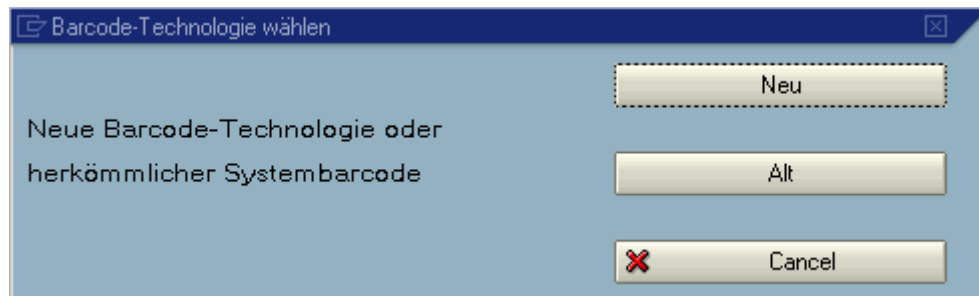 Barcode-Technologie wählen
Neu
Neue Barcode-Technologie oder
herkömmlicher Systembarcode
Alt
Cancel